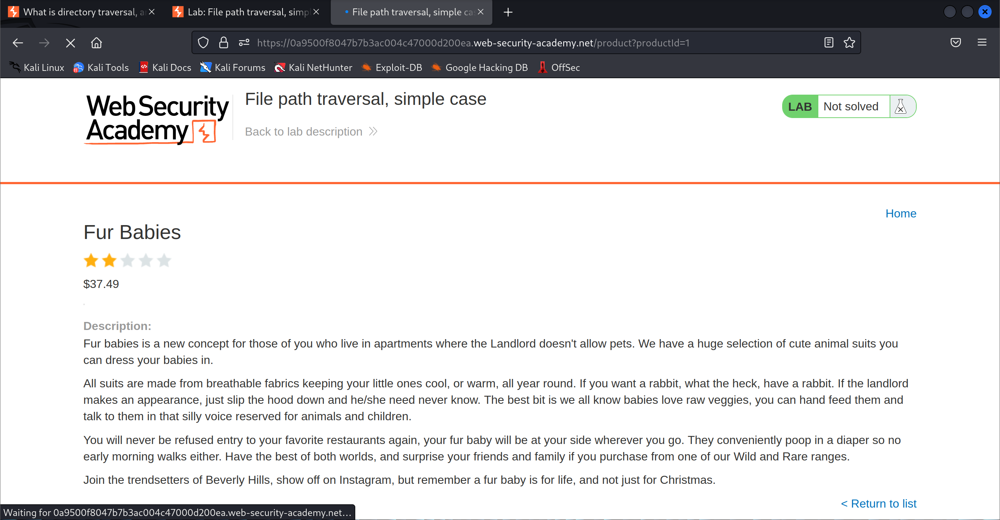 What is directory traversal, a
Lab: File path traversal, simpl
File path traversal, simple cas
https://0a9500f8047b7b3ac004c47000d200ea.web-security-academy.net/product?productId=1
Kali Linux
Kali Tools
Kali Docs
Kali Forums
Kali NetHunter
Exploit-DB
Google Hacking DB
OffSec
Web Security
Academy
File path traversal, simple case
Back to lab description
LAB
Not solved
Home
Fur Babies
$37.49
Description:
Fur babies is a new concept for those of you who live in apartments where the Landlord doesn't allow pets. We have a huge selection of cute animal suits you
can dress your babies in.
All suits are made from breathable fabrics keeping your little ones cool, or warm, all year round. If you want a rabbit, what the heck, have a rabbit. If the landlord
makes an appearance, just slip the hood down and he/she need never know. The best bit is we all know babies love raw veggies, you can hand feed them and
talk to them in that silly voice reserved for animals and children.
You will never be refused entry to your favorite restaurants again, your fur baby will be at your side wherever you go. They conveniently poop in a diaper so no
early morning walks either. Have the best of both worlds, and surprise your friends and family if you purchase from one of our Wild and Rare ranges.
Join the trendsetters of Beverly Hills, show off on Instagram, but remember a fur baby is for life, and not just for Christmas.
< Return to list
Waiting for 0a9500f8047b7b3ac004c47000d200ea.web-security-academy.net…